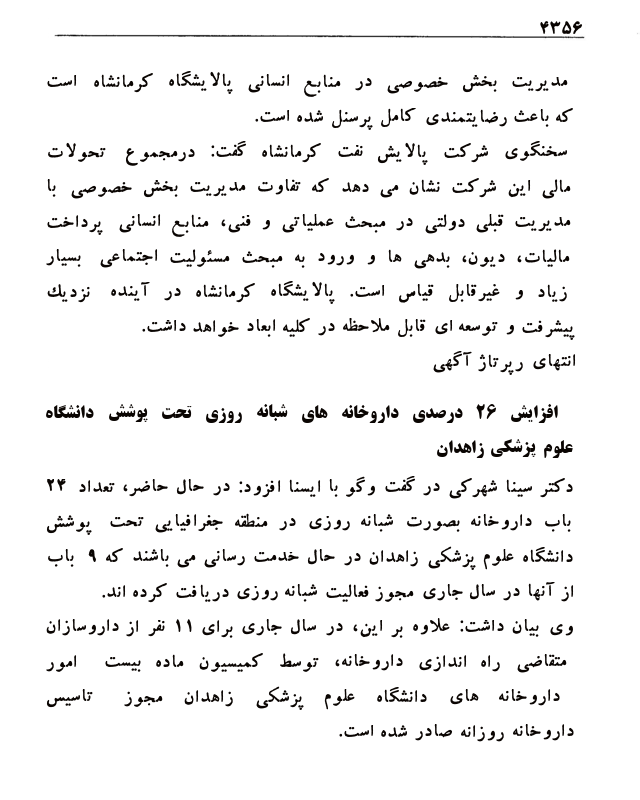 ۴۳۵۶
مدیریت بخش خصوصی در منابع انسانی پالایشگاه کرمانشاه است
که باعث رضایتمندی کامل پرسنل شده است.
سخنگوی شرکت پالایش نفت کرمانشاه گفت: درمجموع تحولات
مالی این شرکت نشان می دهد که تفاوت مدیریت بخش خصوصی با
مدیریت قبلی دولتی در مبحث عملیاتی و فنی، منابع انسانی پرداخت
مالیات، دیون، بدهی ها و ورود به مبحث مسئولیت اجتماعی بسیار
زیاد و غیرقابل قیاس است. پالایشگاه کرمانشاه در آینده نزدیك
پیشرفت و توسعه ای قابل ملاحظه در کلیه ابعاد خواهد داشت.
انتهای رپرتاژ آگهی
افزایش ۲۶ درصدی داروخانه های شبانه روزی تحت پوشش دانشگاه
علوم پزشکی زاهدان
دکتر سینا شهرکی در گفت وگو با ایسنا افزود: در حال حاضر، تعداد ۲۴
باب داروخانه بصورت شبانه روزی در منطقه جغرافیایی تحت پوشش
دانشگاه علوم پزشکی زاهدان در حال خدمت رسانی می باشند که ۹ باب
از آنها در سال جاری مجوز فعالیت شبانه روزی دریافت کرده اند.
وی بیان داشت: علاوه بر این، در سال جاری برای ۱۱ نفر از داروسازان
متقاضی راه اندازی داروخانه، توسط کمیسیون ماده بیست امور
داروخانه های دانشگاه علوم پزشکی زاهدان مجوز تاسیس
داروخانه روزانه صادر شده است.